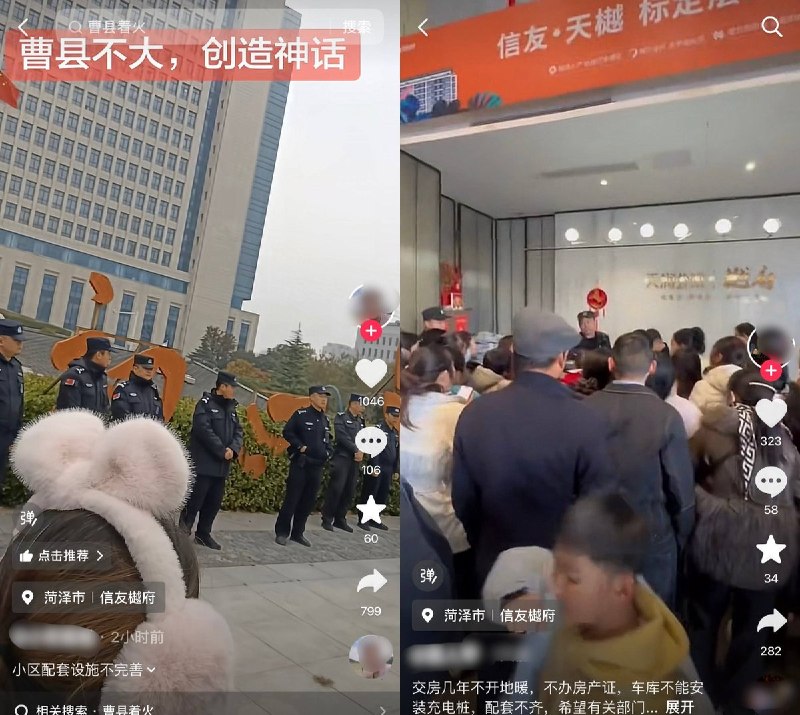 曹县着火
搜索
曹县不大，创造神话
1046
106
60
799
弹
点击推荐
菏泽市｜信友樾府
2小时前
小区配套设施不完善
相关搜索·曹县着火
信友·天樾
323
58
34
282
弹
菏泽市｜信友樾府
交房几年不开地暖，不办房产证，车库不能安
装充电桩，配套不齐，希望有关部门... 展开